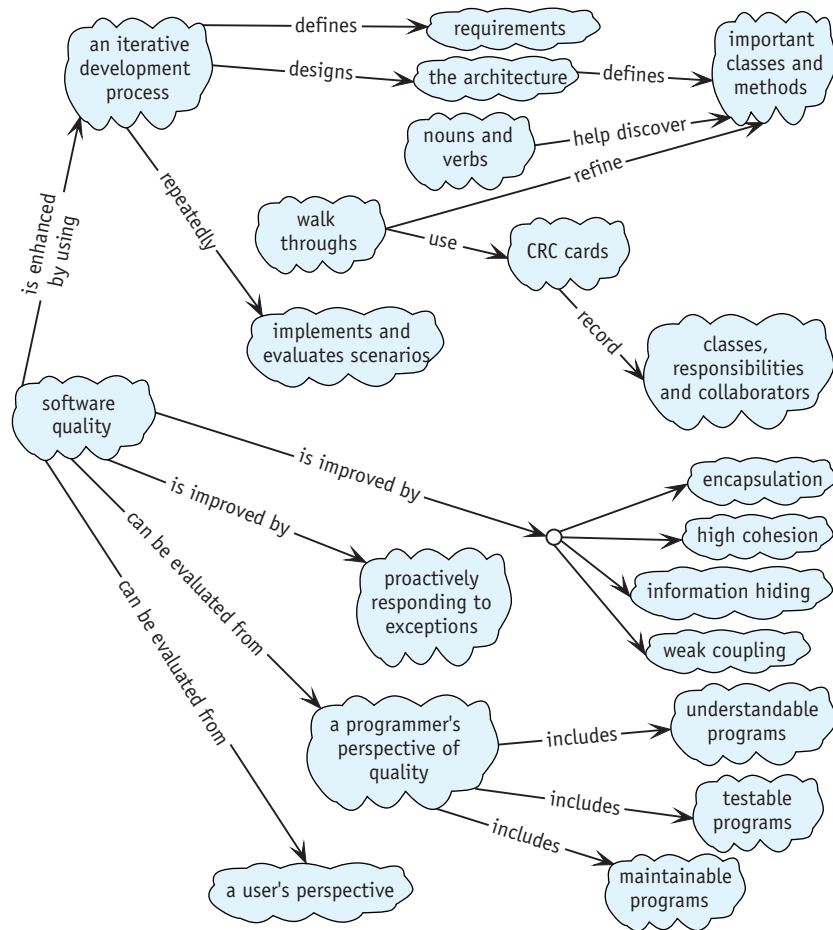 an iterative
development
process
defines
requirements
designs
the architecture
defines
important
classes and
methods
nouns and
verbs
help discover
refine
walk
throughs
use
CRC cards
record
classes,
responsibilities
and collaborators
repeatedly
implements and
evaluates scenarios
is enhanced
by using
software
quality
is improved by
encapsulation
high cohesion
information hiding
weak coupling
is improved by
proactively
responding to
exceptions
can be evaluated from
a programmer's
perspective of
quality
includes
understandable
programs
includes
testable
programs
includes
maintainable
programs
can be evaluated from
a user's perspective